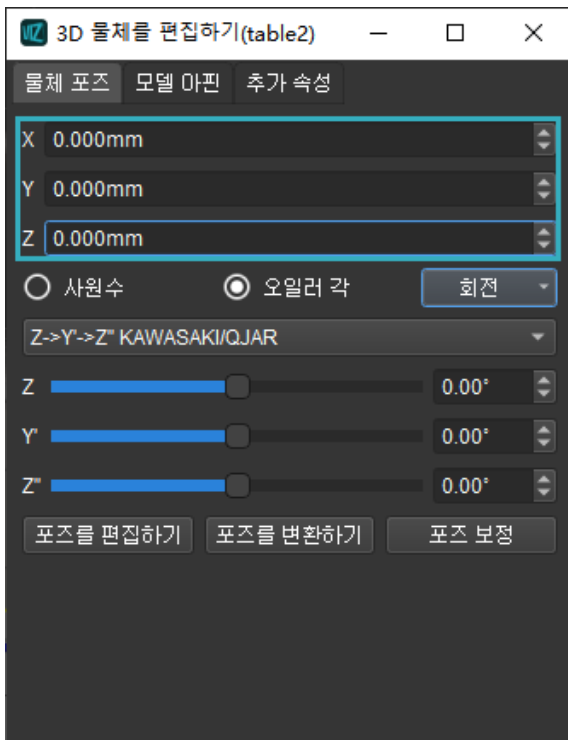 VIZ 3D 물체를 편집하기(table2)
물체 포즈 모델 아핀 추가 속성
X 0.000mm
Y 0.000mm
Z 0.000mm
사원수 오일러 각 회전
Z->Y'->Z'' KAWASAKI/QJAR
Z 0.00°
Y' 0.00°
Z'' 0.00°
포즈를 편집하기 포즈를 변환하기 포즈 보정